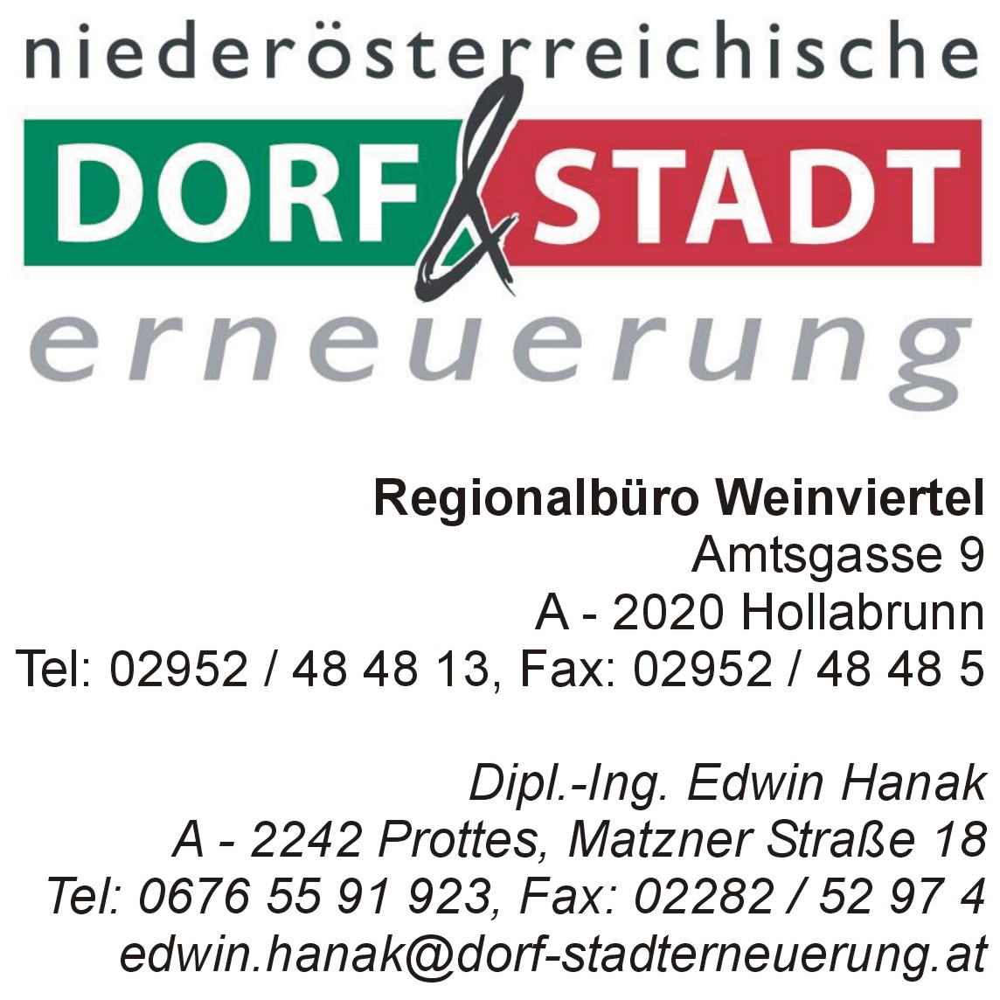 niederösterreichische
DORF & STADT
erneuerung
Regionalbüro Weinviertel
Amtsgasse 9
A - 2020 Hollabrunn
Tel: 02952 / 48 48 13, Fax: 02952 / 48 48 5
Dipl.-Ing. Edwin Hanak
A - 2242 Prottes, Matzner Straße 18
Tel: 0676 55 91 923, Fax: 02282 / 52 97 4
edwin.hanak@dorf-stadterneuerung.at